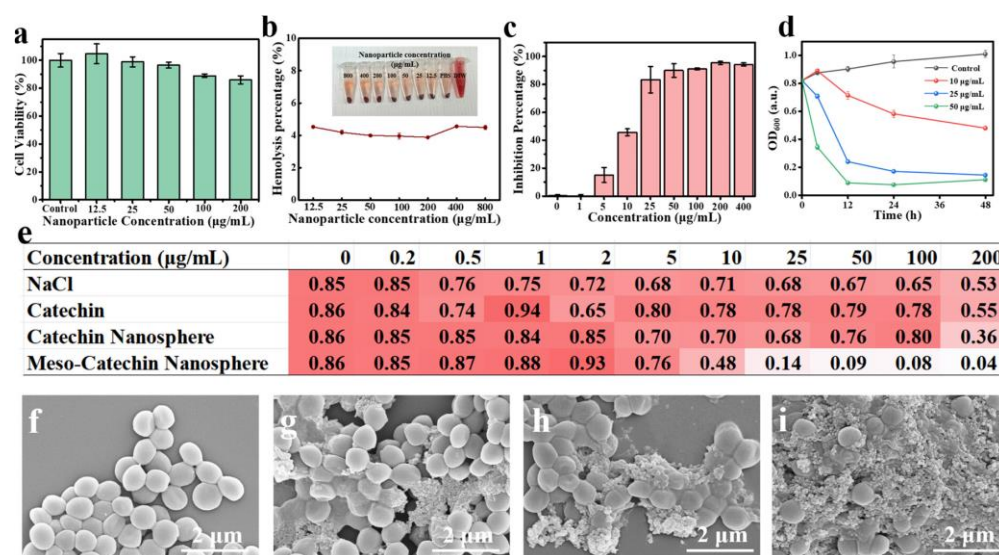 a
Cell Viability (%)
120
100
80
60
40
20
0
Control 12.5 25 50 100 200
Nanoparticle Concentration (µg/mL)
b
Hemolysis percentage (%)
10
8
6
4
2
0
Nanoparticle concentration
(µg/mL)
800 400 200 100 50 25 12.5 PBS DIW
12.5 25 50 100 200 400 800
Nanoparticle concentration (µg/mL)
c
Inhibition Percentage (%)
100
80
60
40
20
0
0 1 5 10 25 50 100 200 400
Concentration (µg/mL)
d
OD600 (a.u.)
1.0
0.8
0.6
0.4
0.2
0.0
Control
10 µg/mL
25 µg/mL
50 µg/mL
0 12 24 36 48
Time (h)
e
Concentration (µg/mL) 0 0.2 0.5 1 2 5 10 25 50 100 200
NaCl 0.85 0.85 0.76 0.75 0.72 0.68 0.71 0.68 0.67 0.65 0.53
Catechin 0.86 0.84 0.74 0.94 0.65 0.80 0.78 0.78 0.79 0.78 0.55
Catechin Nanosphere 0.86 0.85 0.85 0.84 0.85 0.70 0.70 0.68 0.76 0.80 0.36
Meso-Catechin Nanosphere 0.86 0.85 0.87 0.88 0.93 0.76 0.48 0.14 0.09 0.08 0.04
f
2 µm
g
2 µm
h
2 µm
i
2 µm